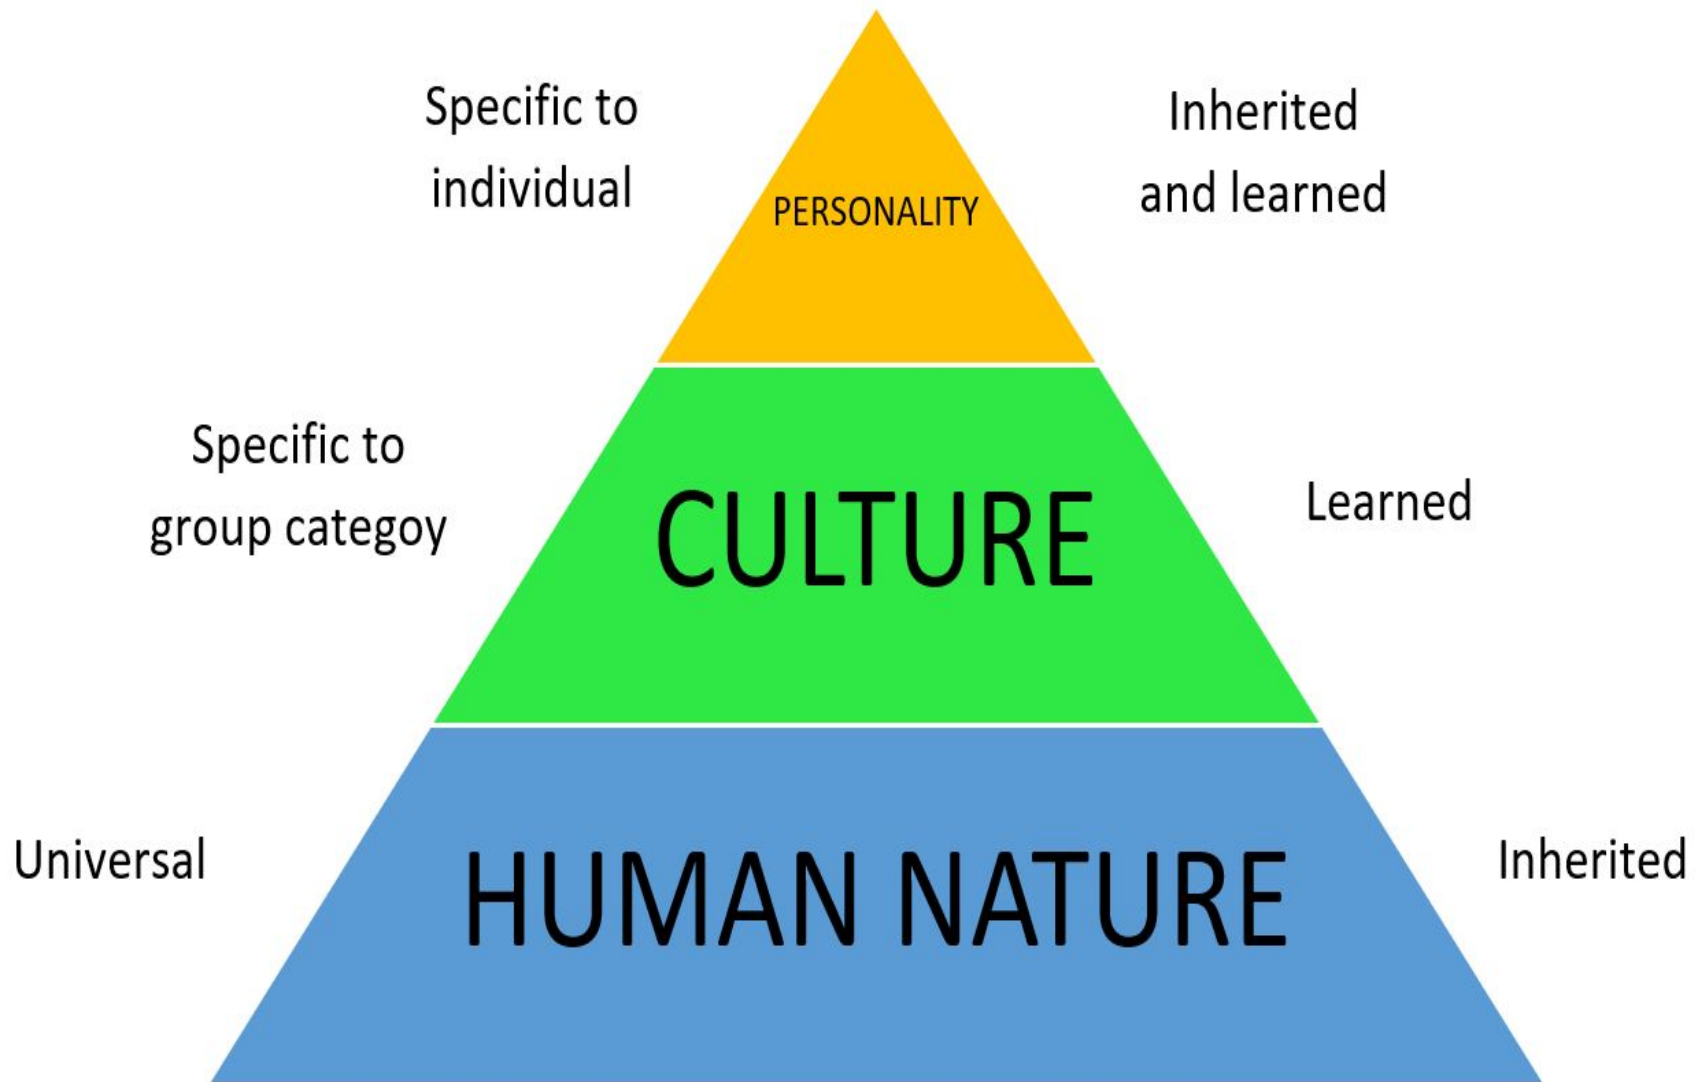 Specific to
individual
PERSONALITY
Inherited
and learned
Specific to
group categoy
CULTURE
Learned
Universal
HUMAN NATURE
Inherited